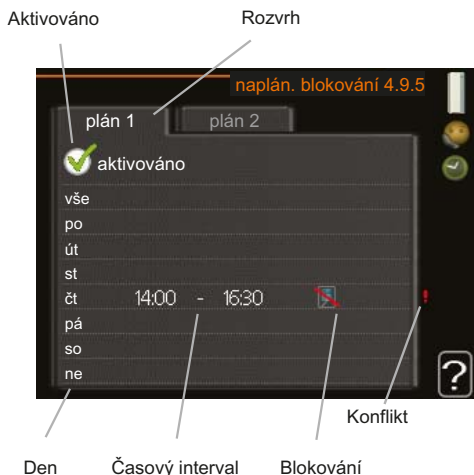 Aktivováno Rozvrh
naplán. blokování 4.9.5
plán 1 plán 2
aktivováno
vše
po
út
st
čt 14:00 - 16:30 !
pá
so
ne
?
Konflikt
Den Časový interval Blokování